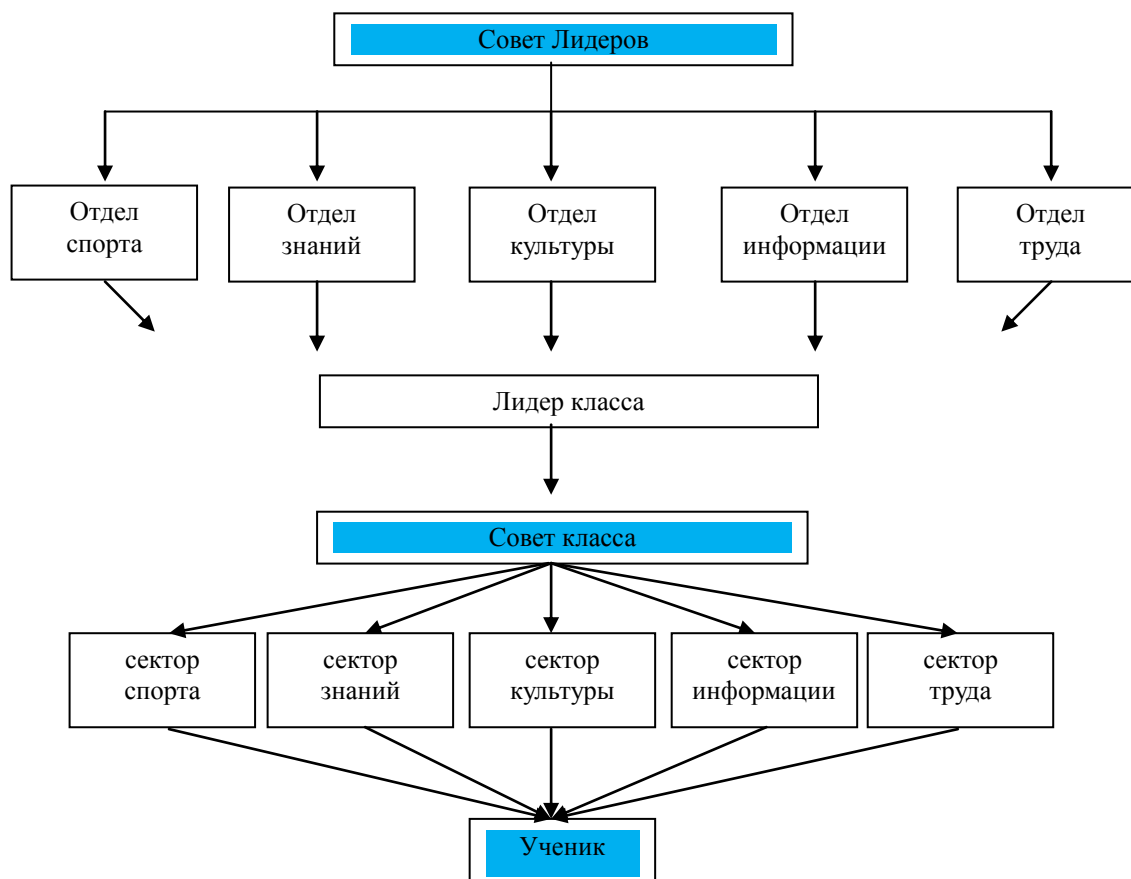 Совет Лидеров
Отдел
спорта
Отдел
знаний
Отдел
культуры
Отдел
информации
Отдел
труда
Лидер класса
Совет класса
сектор
спорта
сектор
знаний
сектор
культуры
сектор
информации
сектор
труда
Ученик